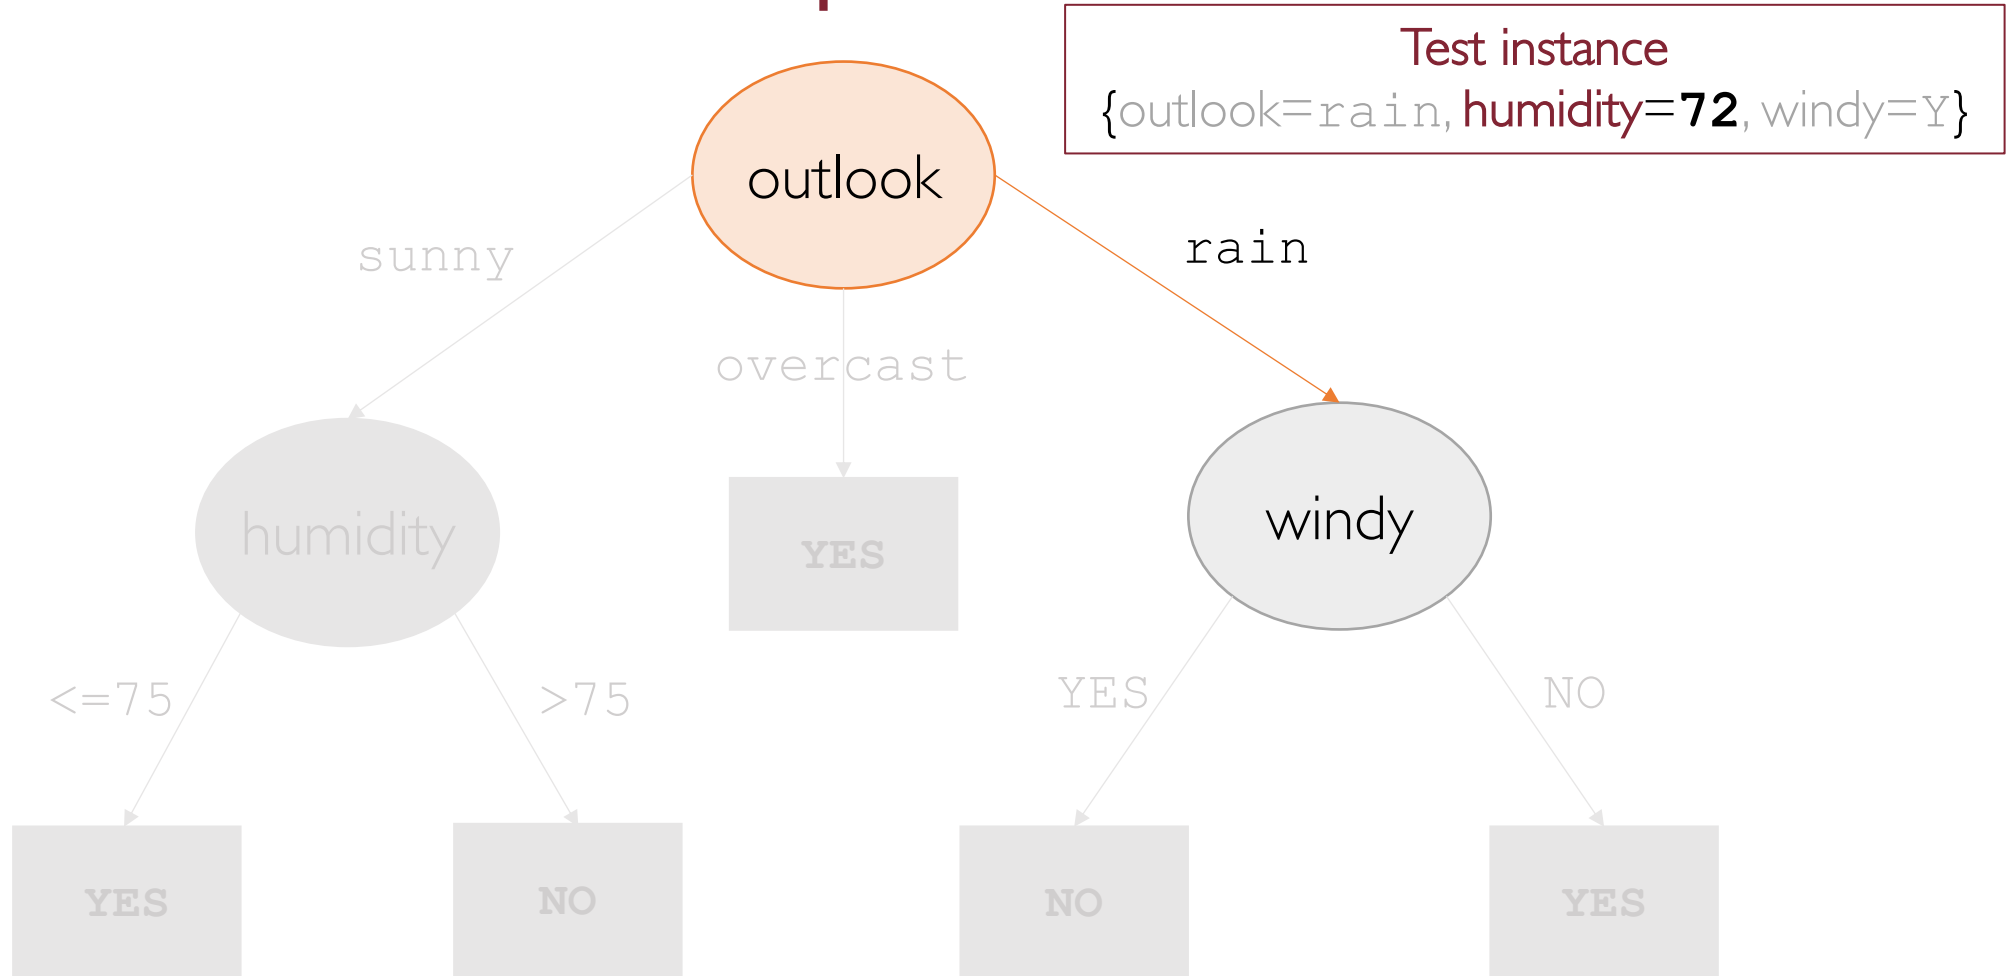 Test instance
{outlook=rain, humidity=72, windy=Y}
outlook
sunny
rain
overcast
humidity
YES
windy
<=75
>75
YES
NO
YES
NO
NO
YES